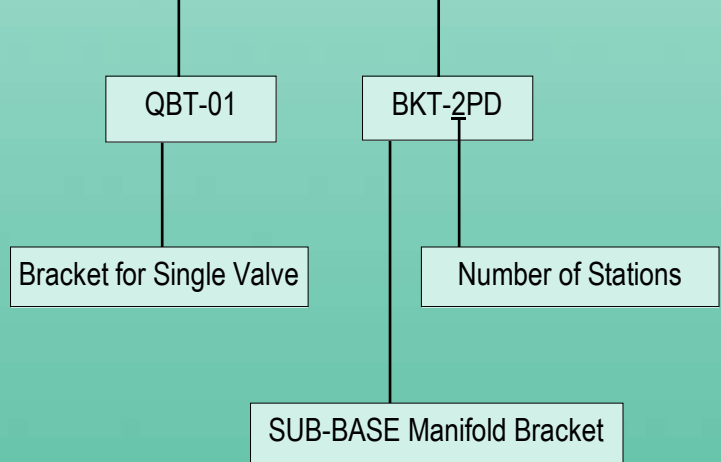 QBT-01
BKT-2PD
Bracket for Single Valve
Number of Stations
SUB-BASE Manifold Bracket